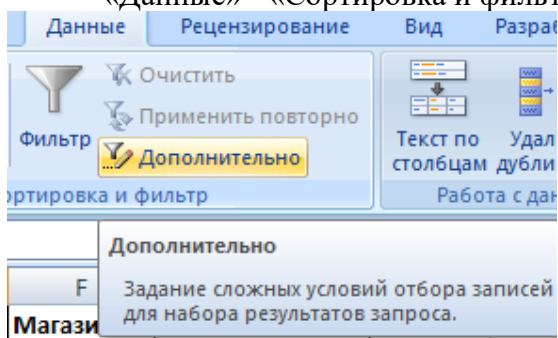 «Данные» «Сортировка и фильт
Данные Рецензирование Вид Разраб
Очистить
Применить повторно
Фильтр
Дополнительно
Текст по столбцам
Удал дубли
ортировка и фильтр
Работа с дан
Дополнительно
Задание сложных условий отбора записей
для набора результатов запроса.
F
Магази